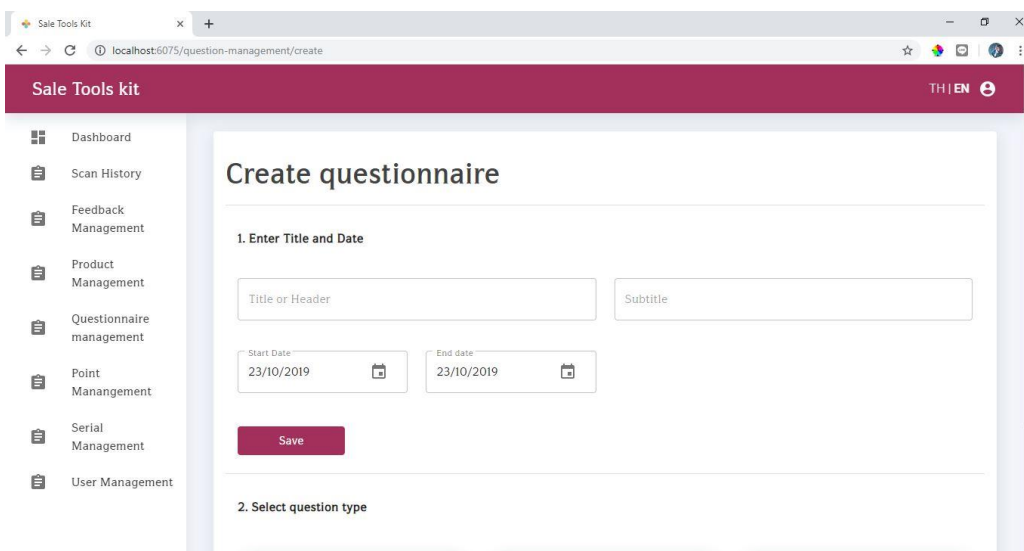 Sale Tools Kit
localhost:6075/question-management/create
Sale Tools kit
TH | EN
Dashboard
Scan History
Feedback
Management
Product
Management
Questionnaire
management
Point
Manangement
Serial
Management
User Management
Create questionnaire
1. Enter Title and Date
Title or Header
Subtitle
Start Date
23/10/2019
End date
23/10/2019
Save
2. Select question type